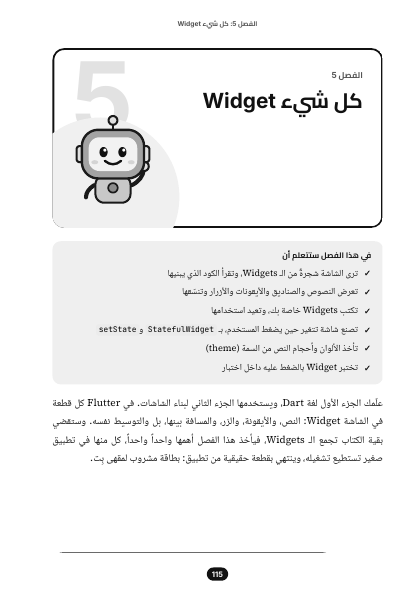 الفصل 5: كل شيء Widget
5
الفصل 5
كل شيء Widget
في هذا الفصل ستتعلم أن
✓ ترى الشاشة شجرةً من الـ Widgets، وتقرأ الكود الذي يبنيها
✓ تعرض النصوص والصناديق والأيقونات والأزرار وتنسّقها
✓ تكتب Widgets خاصة بك، وتعيد استخدامها
✓ تصنع شاشة تتغير حين يضغط المستخدم، بـ StatefulWidget و setState
✓ تأخذ الألوان وأحجام النص من السمة (theme)
✓ تختبر Widget بالضغط عليه داخل اختبار
علّمك الجزء الأول لغة Dart، ويستخدمها الجزء الثاني لبناء الشاشات. في Flutter كل قطعة
في الشاشة Widget: النص، والأيقونة، والزر، والمسافة بينها، بل والتوسيط نفسه. وستقضي
بقية الكتاب تجمع الـ Widgets، فيأخذ هذا الفصل أهمها واحداً واحداً، كل منها في تطبيق
صغير تستطيع تشغيله، وينتهي بقطعة حقيقية من تطبيق: بطاقة مشروب لمقهى بِت.
115